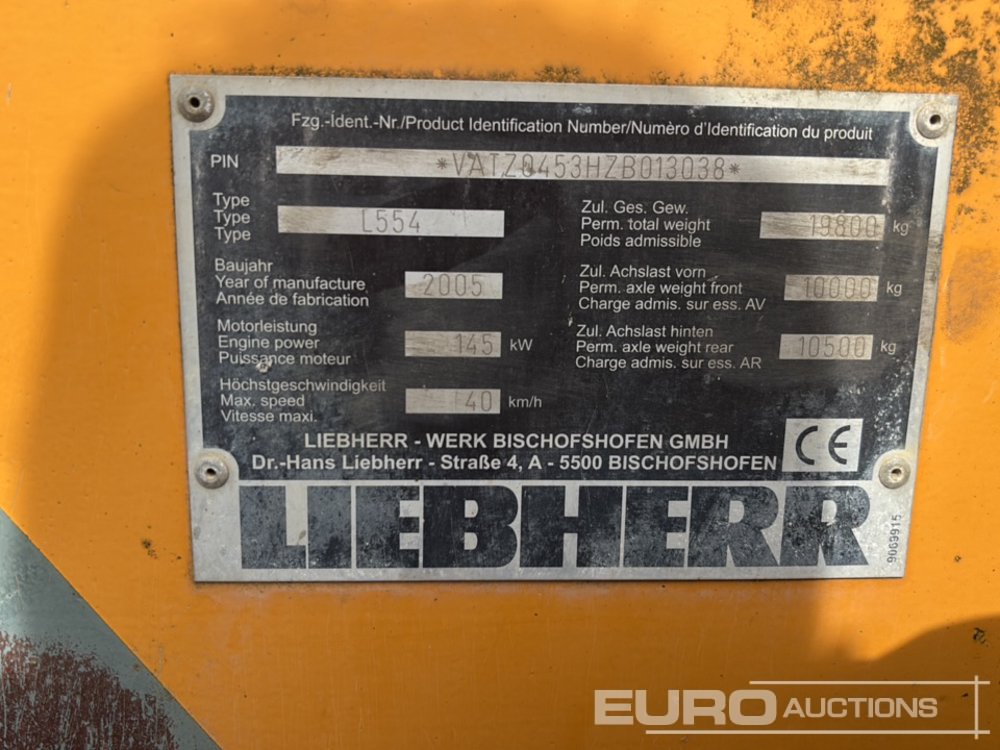 Fzg.-Ident.-Nr./Product Identification Number/Numèro d'Identification du produit
PIN *VATZ0453HZB013038*
Type
Type L554
Type
Zul. Ges. Gew.
Perm. total weight 19800 kg
Poids admissible
Baujahr
Year of manufacture 2005
Année de fabrication
Zul. Achslast vorn
Perm. axle weight front 10000 kg
Charge admis. sur ess. AV
Motorleistung
Engine power 145 kW
Puissance moteur
Zul. Achslast hinten
Perm. axle weight rear 10500 kg
Charge admis. sur ess. AR
Höchstgeschwindigkeit
Max. speed 40 km/h
Vitesse maxi.
LIEBHERR - WERK BISCHOFSHOFEN GMBH
Dr.-Hans Liebherr - Straße 4, A - 5500 BISCHOFSHOFEN
CE
LIEBHERR
9069915
EURO AUCTIONS